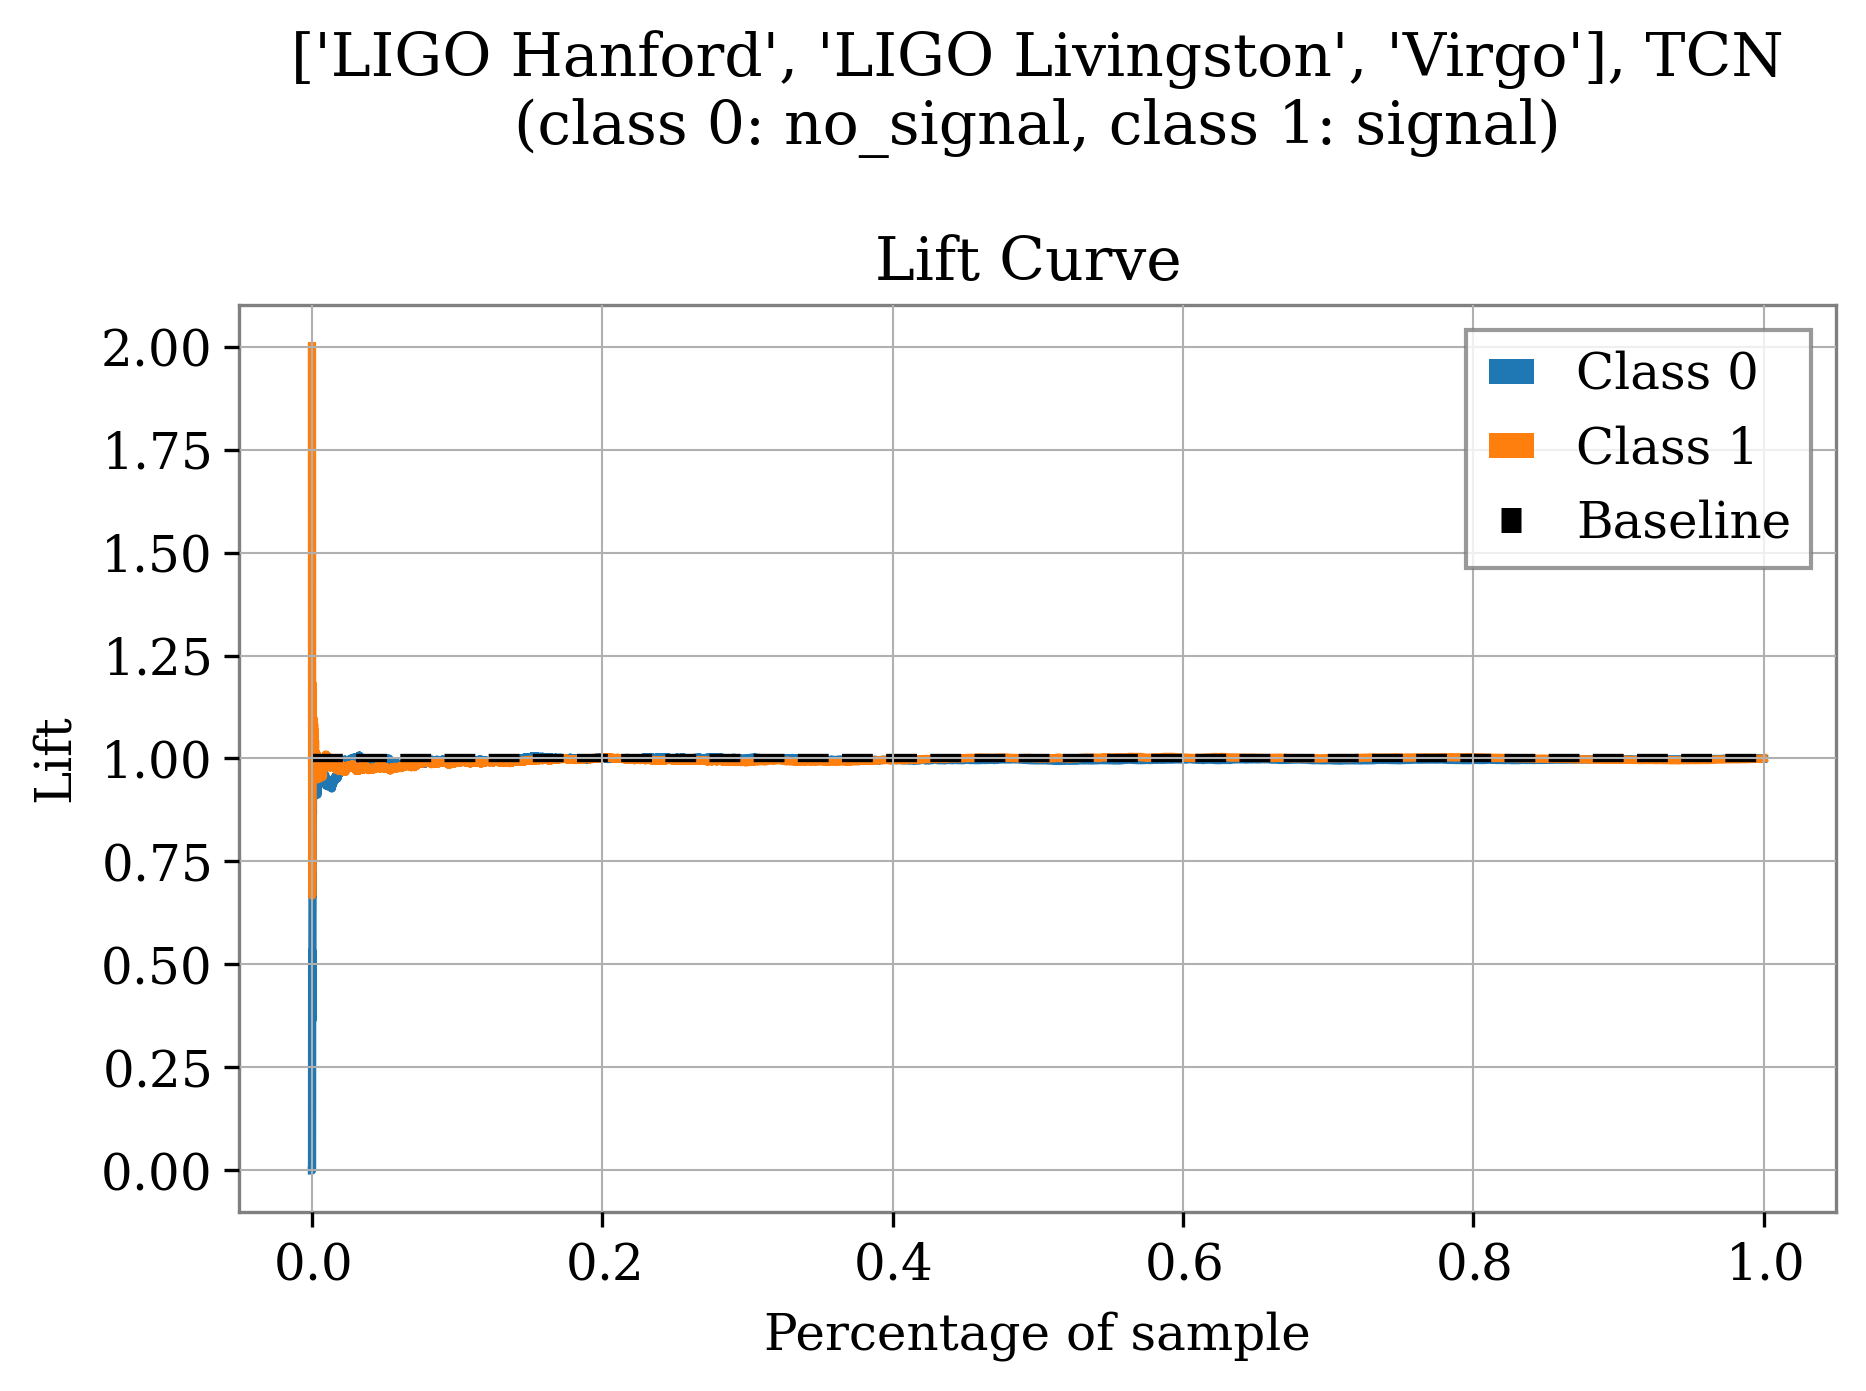 ['LIGO Hanford', 'LIGO Livingston', 'Virgo'], TCN
(class 0: no_signal, class 1: signal)
Lift Curve
2.00
1.75
1.50
1.25
1.00
0.75
0.50
0.25
0.00
Lift
Class 0
Class 1
Baseline
0.0 0.2 0.4 0.6 0.8 1.0
Percentage of sample